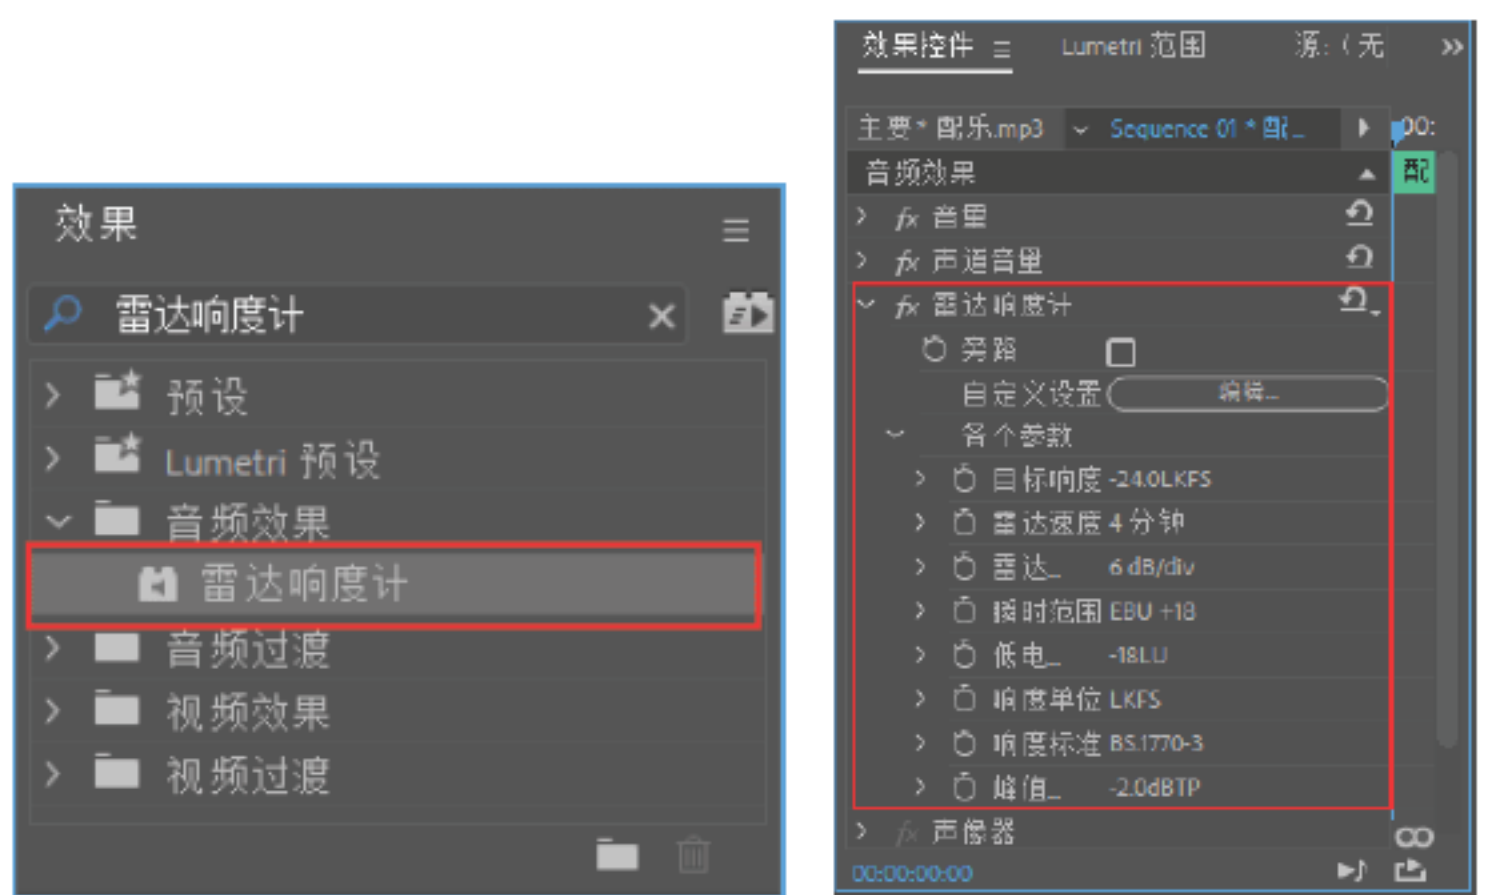 效果
雷达响度计
预设
Lumetri 预设
音频效果
雷达响度计
音频过渡
视频效果
视频过渡
效果控件 Lumetri 范围 源:（无
主要 * 配乐.mp3 Sequence 01 * 配...
00:
音频效果
配
fx 音量
fx 声道音量
fx 雷达响度计
旁路
自定义设置 编辑...
各个参数
目标响度 -24.0LKFS
雷达速度 4 分钟
雷达... 6 dB/div
瞬时范围 EBU +18
低电... -18LU
响度单位 LKFS
响度标准 BS.1770-3
峰值... -2.0dBTP
fx 声像器
00:00:00:00